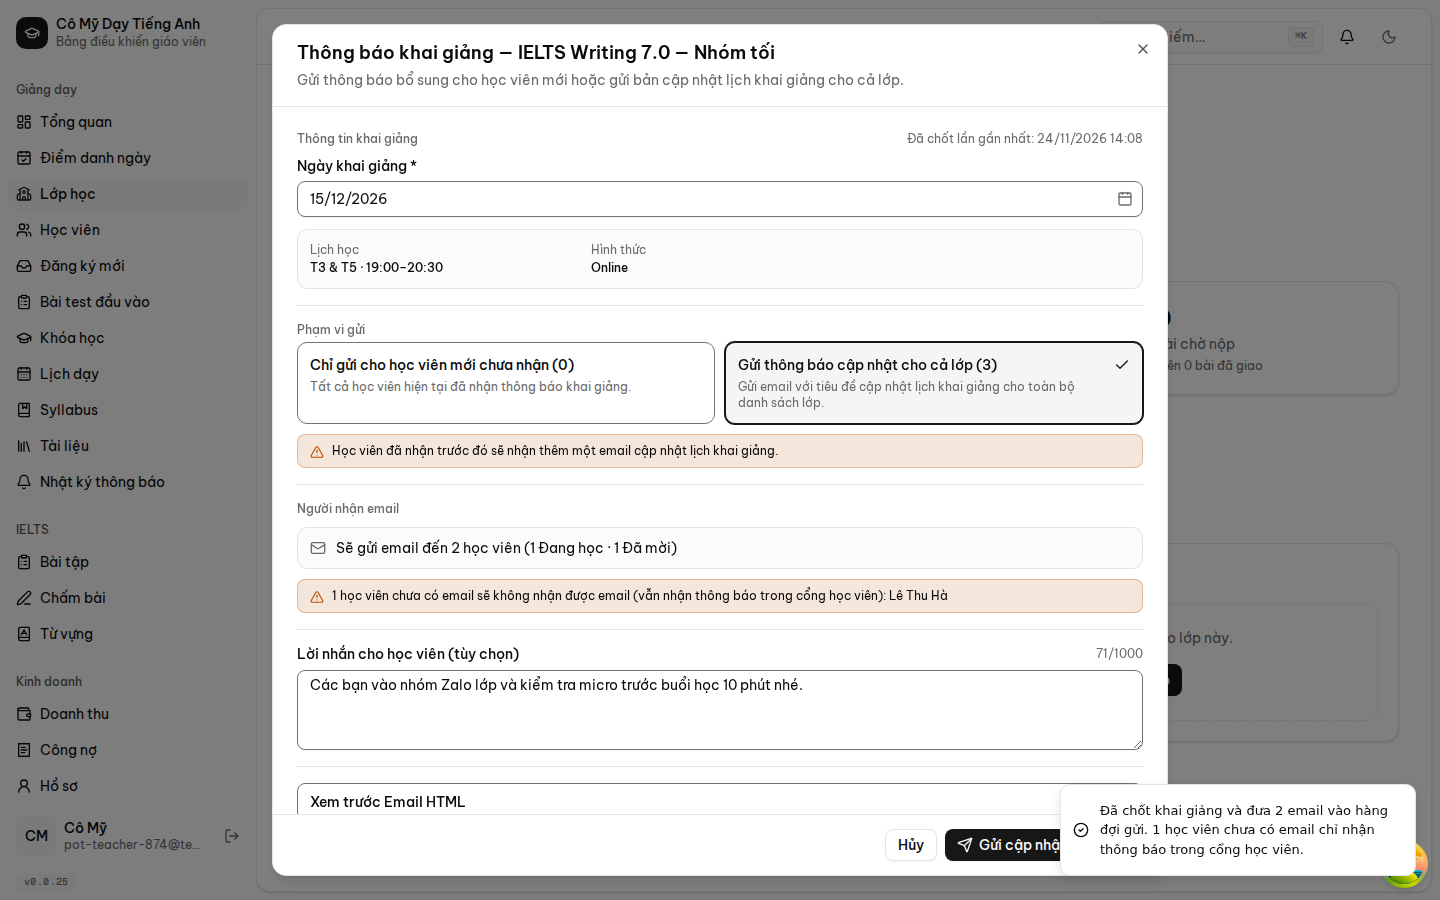 Cô Mỹ Dạy Tiếng Anh
Bảng điều khiển giáo viên
Giảng dạy
Tổng quan
Điểm danh ngày
Lớp học
Học viên
Đăng ký mới
Bài test đầu vào
Khóa học
Lịch dạy
Syllabus
Tài liệu
Nhật ký thông báo
IELTS
Bài tập
Chấm bài
Từ vựng
Kinh doanh
Doanh thu
Công nợ
Hồ sơ
CM
Cô Mỹ
pot-teacher-874@te...
v0.0.25
Thông báo khai giảng — IELTS Writing 7.0 — Nhóm tối
Gửi thông báo bổ sung cho học viên mới hoặc gửi bản cập nhật lịch khai giảng cho cả lớp.
Thông tin khai giảng
Đã chốt lần gần nhất: 24/11/2026 14:08
Ngày khai giảng *
15/12/2026
Lịch học
Hình thức
T3 & T5 · 19:00–20:30
Online
Phạm vi gửi
Chỉ gửi cho học viên mới chưa nhận (0)
Tất cả học viên hiện tại đã nhận thông báo khai giảng.
Gửi thông báo cập nhật cho cả lớp (3)
Gửi email với tiêu đề cập nhật lịch khai giảng cho toàn bộ
danh sách lớp.
Học viên đã nhận trước đó sẽ nhận thêm một email cập nhật lịch khai giảng.
Người nhận email
Sẽ gửi email đến 2 học viên (1 Đang học · 1 Đã mời)
1 học viên chưa có email sẽ không nhận được email (vẫn nhận thông báo trong cổng học viên): Lê Thu Hà
Lời nhắn cho học viên (tùy chọn)
71/1000
Các bạn vào nhóm Zalo lớp và kiểm tra micro trước buổi học 10 phút nhé.
Xem trước Email HTML
Hủy
Gửi cập nhậ
iếm...
⌘K
ài chờ nộp
ên 0 bài đã giao
o lớp này.
Đã chốt khai giảng và đưa 2 email vào hàng
đợi gửi. 1 học viên chưa có email chỉ nhận
thông báo trong cổng học viên.